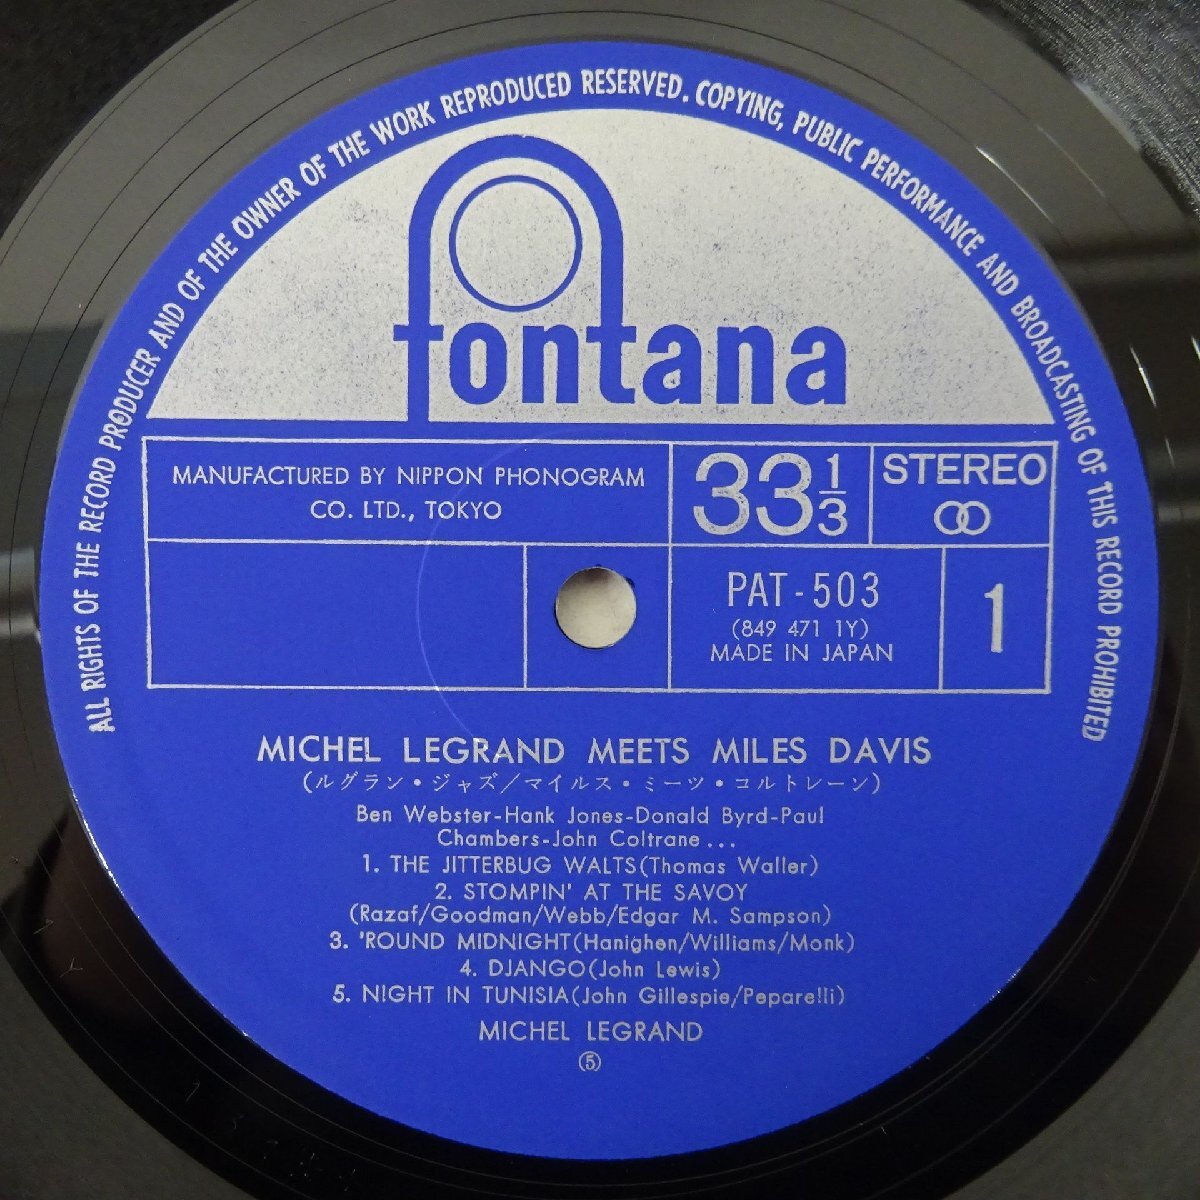 ALL RIGHTS OF THE RECORD PRODUCER AND OF THE OWNER OF THE WORK REPRODUCED RESERVED. COPYING, PUBLIC PERFORMANCE AND BROADCASTING OF THIS RECORD PROHIBITED
fontana
MANUFACTURED BY NIPPON PHONOGRAM
CO. LTD., TOKYO
33 1/3
STEREO
PAT-503
(849 471 1Y)
MADE IN JAPAN
1
MICHEL LEGRAND MEETS MILES DAVIS
(ルグラン・ジャズ/マイルス・ミーツ・コルトレーン)
Ben Webster-Hank Jones-Donald Byrd-Paul
Chambers-John Coltrane...
1. THE JITTERBUG WALTS(Thomas Waller)
2. STOMPIN' AT THE SAVOY
(Razaf/Goodman/Webb/Edgar M. Sampson)
3. 'ROUND MIDNIGHT(Hanighen/Williams/Monk)
4. DJANGO(John Lewis)
5. NIGHT IN TUNISIA(John Gillespie/Peparelli)
MICHEL LEGRAND
⑤